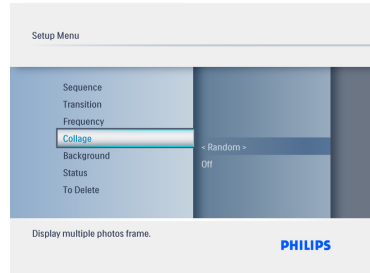 Setup Menu
Sequence
Transition
Frequency
Collage
Background
Status
To Delete
< Random >
Off
Display multiple photos frame.
PHILIPS